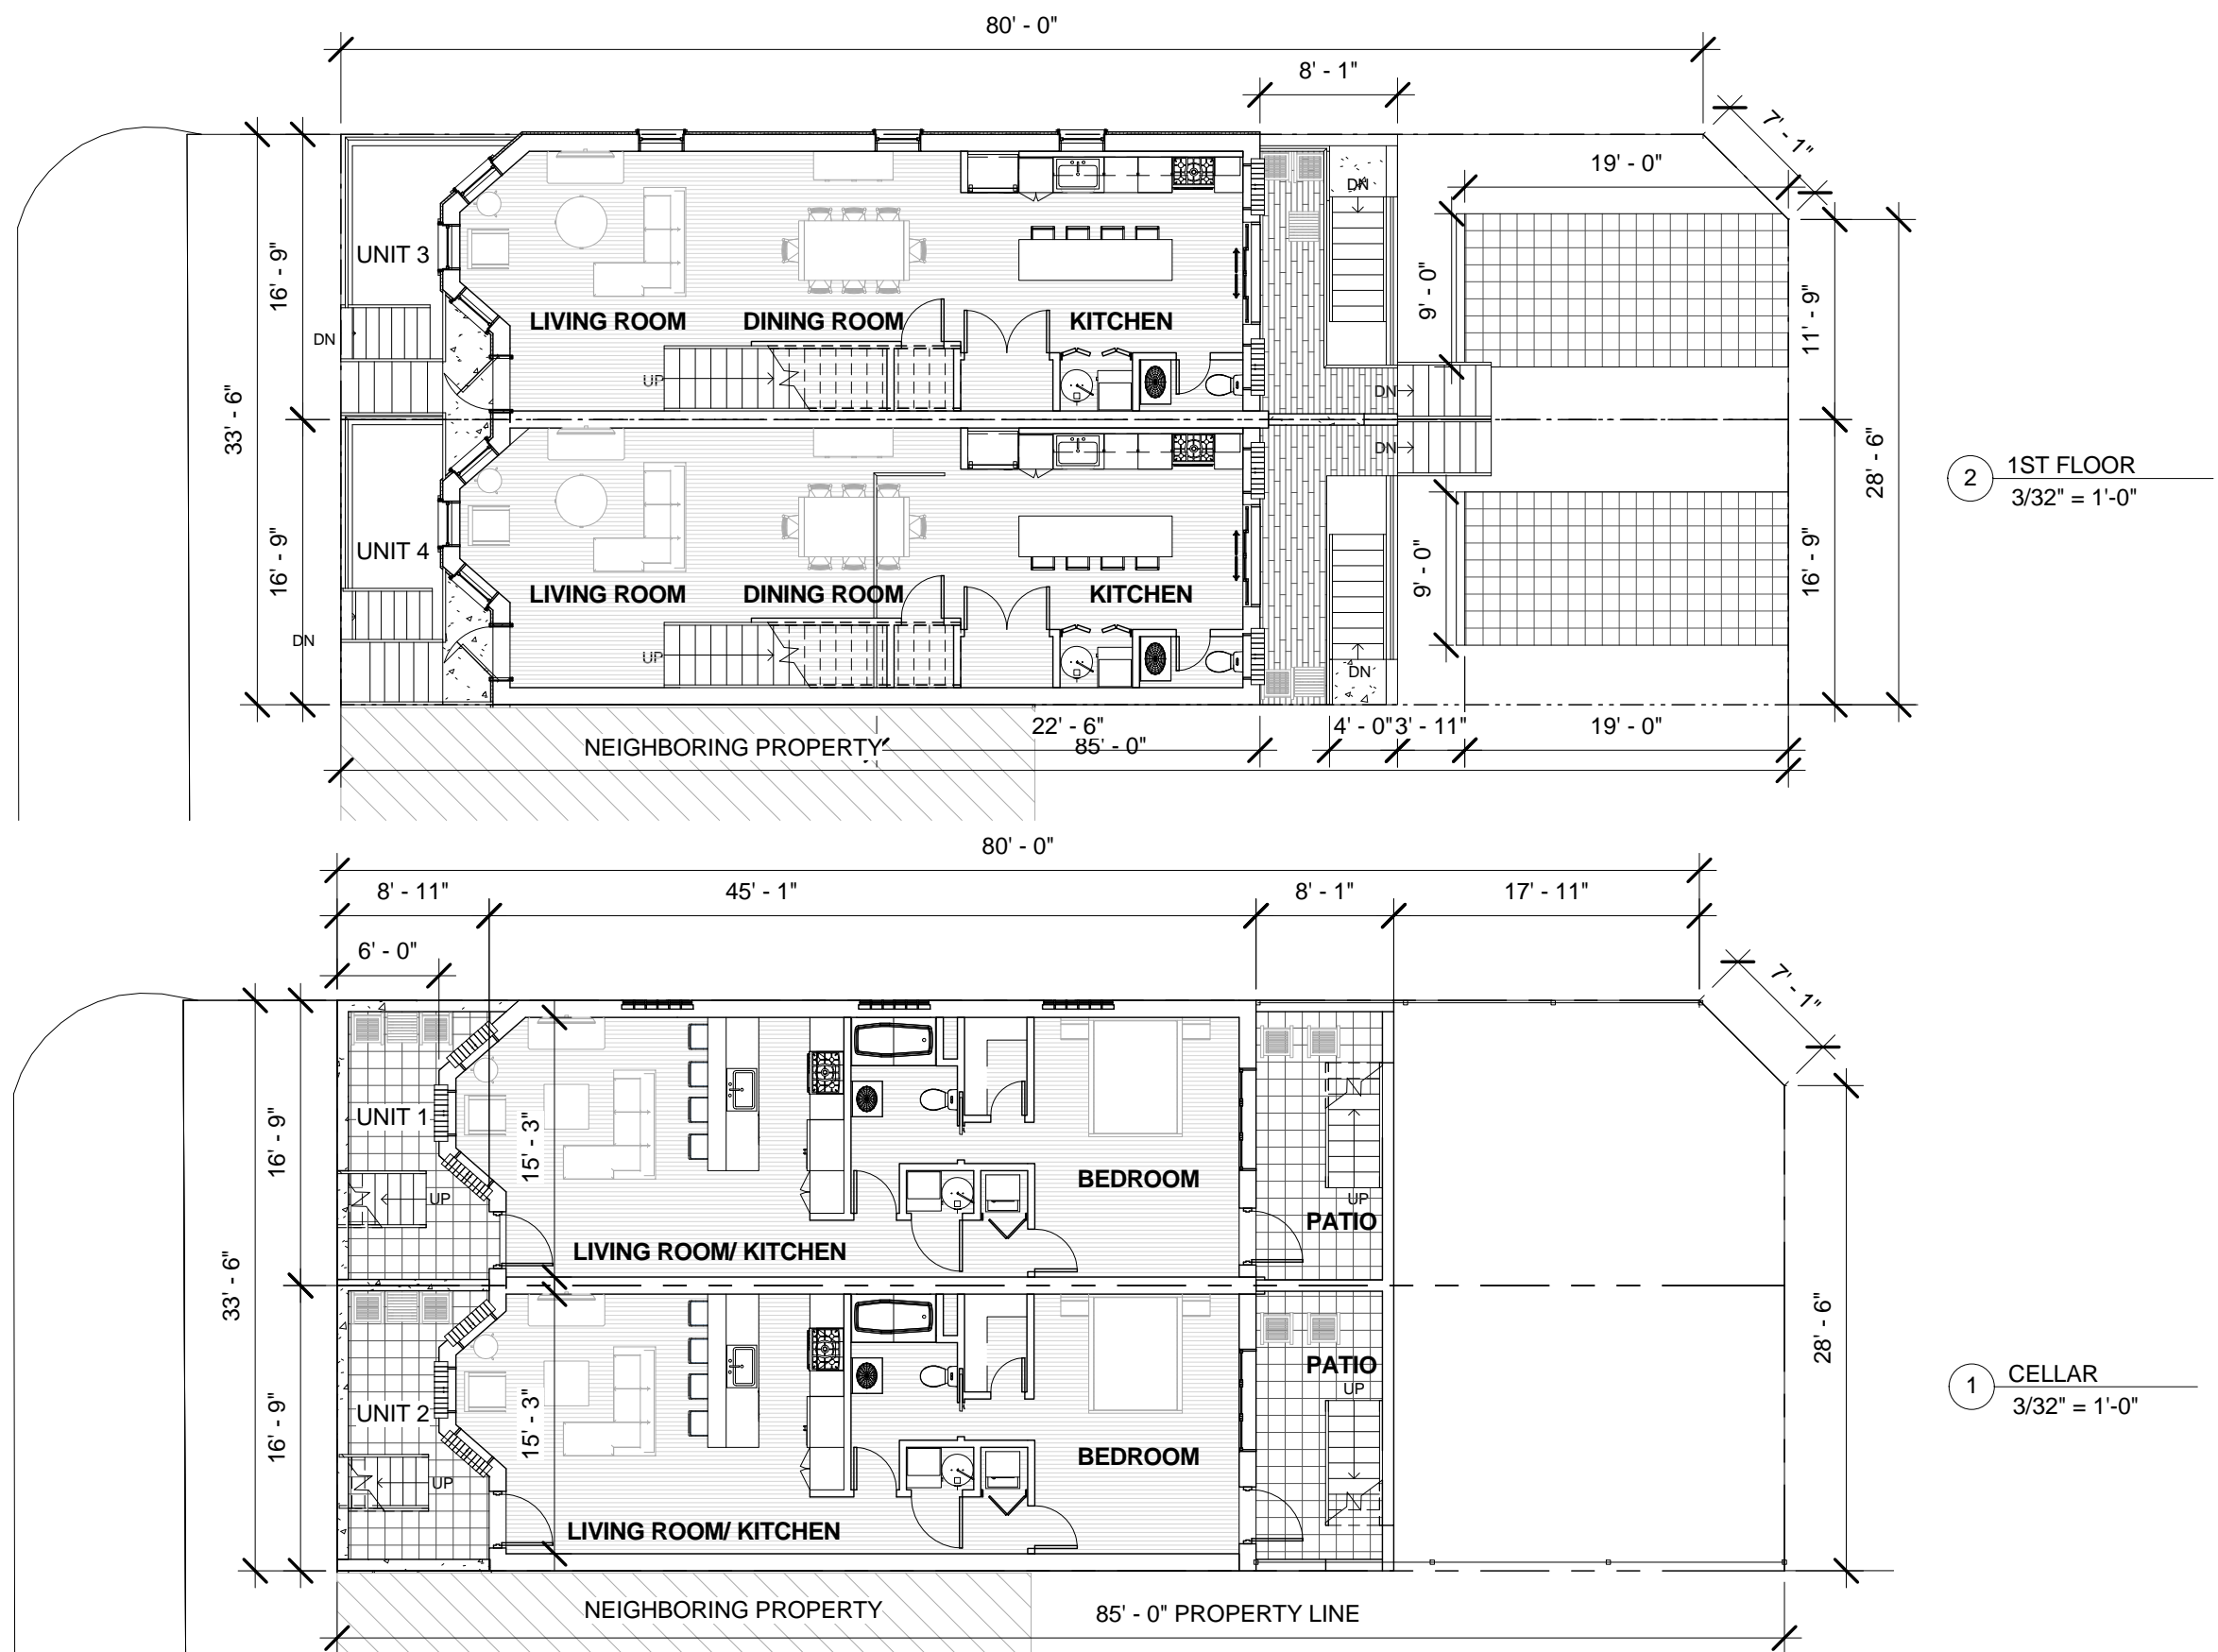 80' - 0"
8' - 1"
7' - 1"
19' - 0"
UNIT 3
16' - 9"
9' - 0"
11' - 9"
DN
DN
LIVING ROOM
DINING ROOM
KITCHEN
UP
DN
33' - 6"
DN
28' - 6"
2
1ST FLOOR
3/32" = 1'-0"
UNIT 4
16' - 9"
9' - 0"
16' - 9"
LIVING ROOM
DINING ROOM
KITCHEN
DN
UP
DN
22' - 6"
4' - 0"
3' - 11"
19' - 0"
NEIGHBORING PROPERTY
85' - 0"
80' - 0"
8' - 11"
45' - 1"
8' - 1"
17' - 11"
6' - 0"
7' - 1"
UNIT 1
16' - 9"
15' - 3"
BEDROOM
UP
UP
PATIO
LIVING ROOM/ KITCHEN
33' - 6"
28' - 6"
PATIO
UP
1
CELLAR
3/32" = 1'-0"
UNIT 2
16' - 9"
15' - 3"
BEDROOM
UP
LIVING ROOM/ KITCHEN
NEIGHBORING PROPERTY
85' - 0" PROPERTY LINE